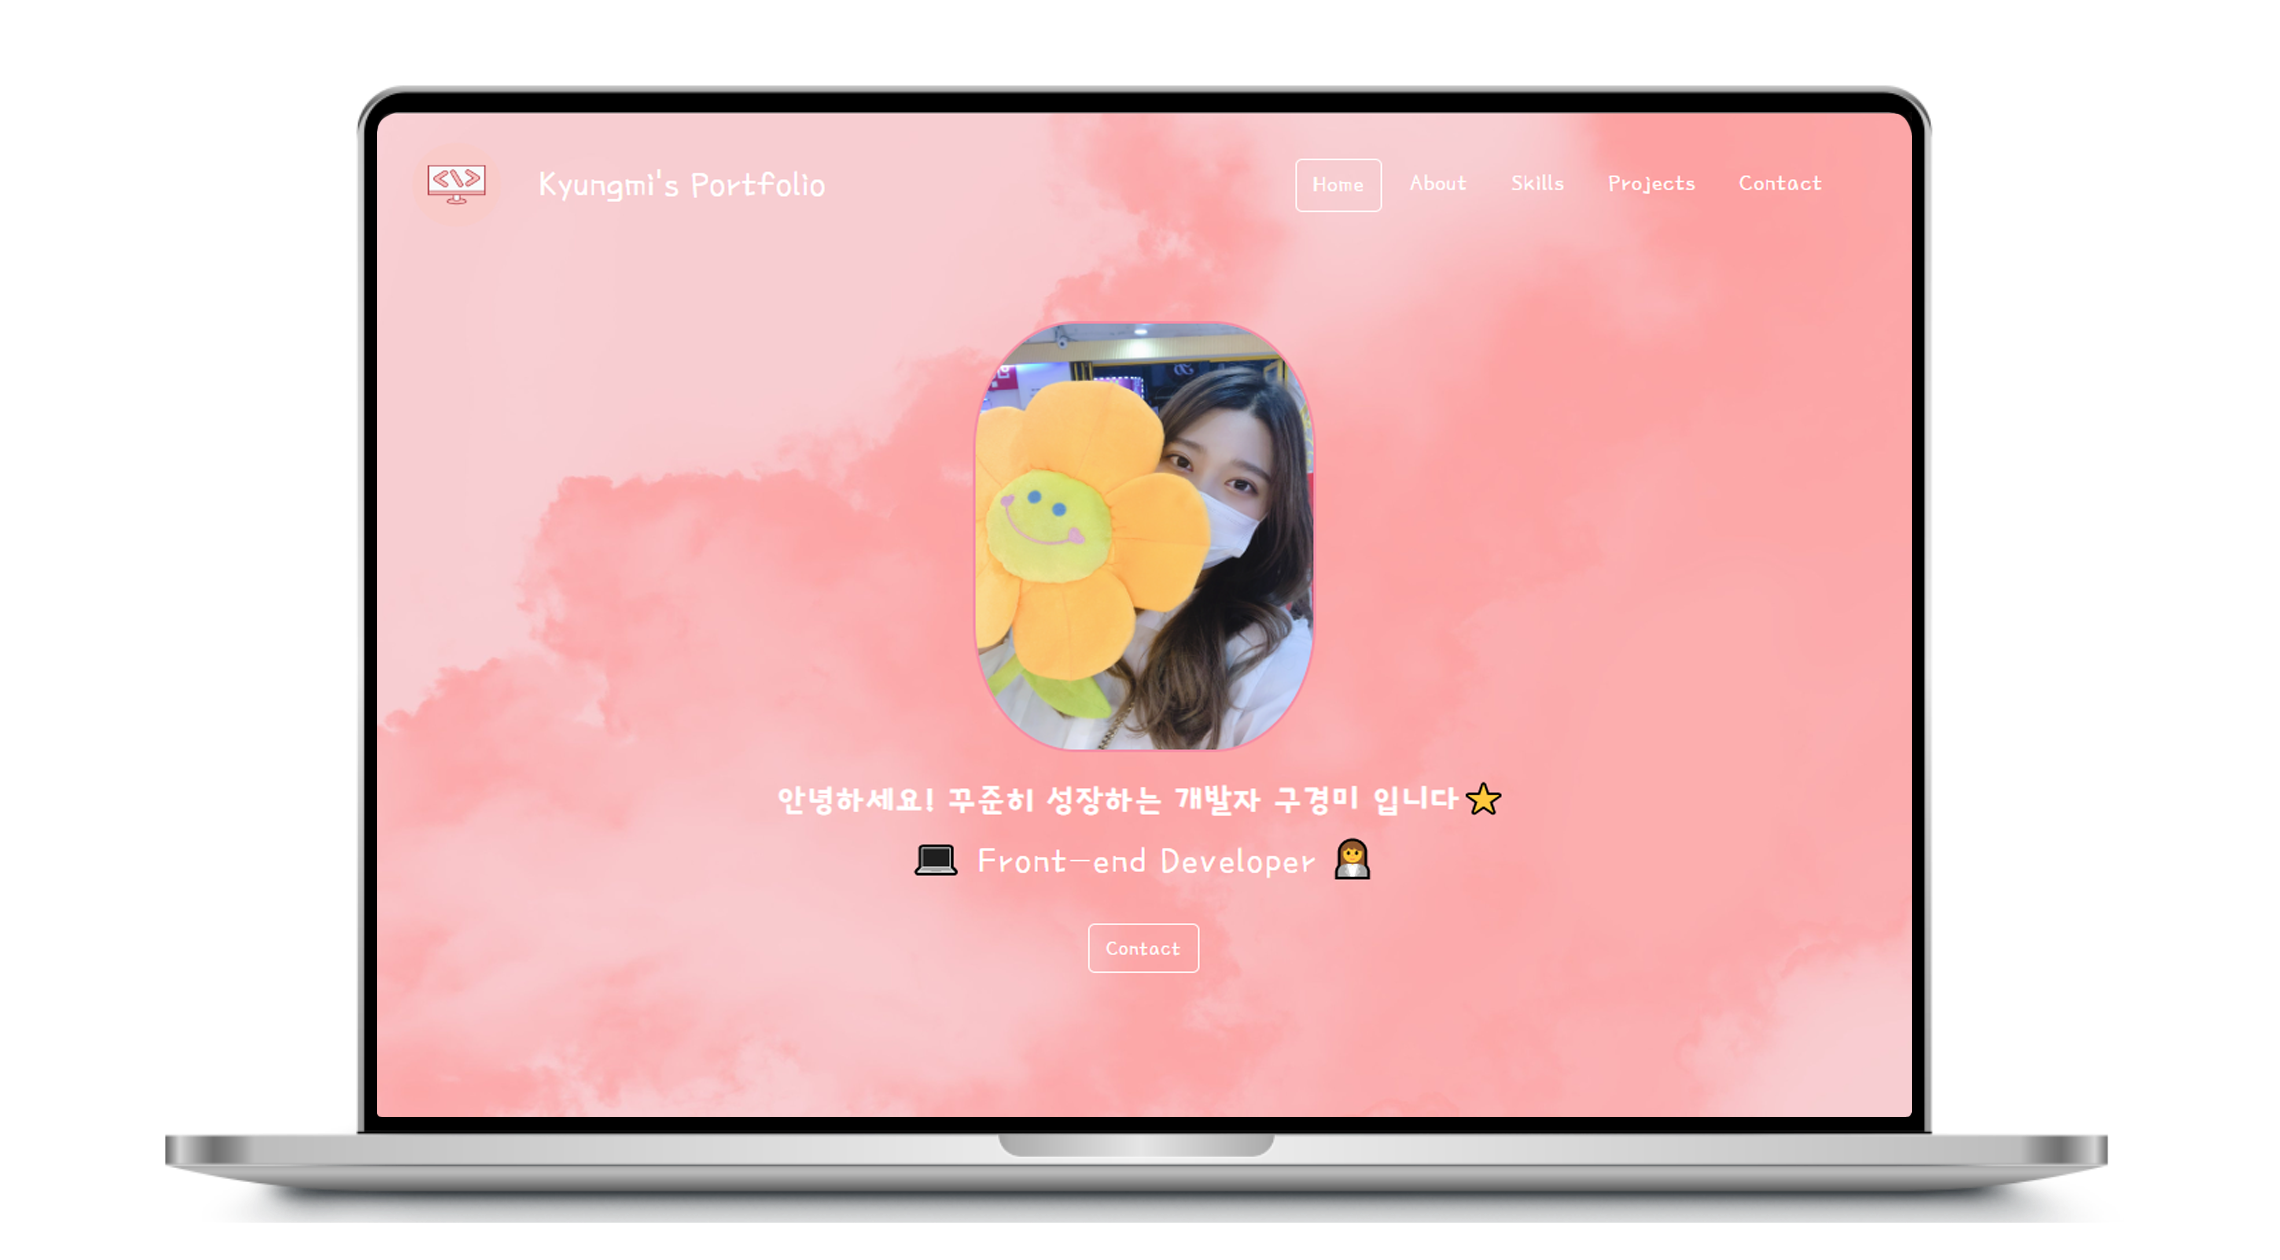 <\>
Kyungmi's Portfolio
Home About Skills Projects Contact
안녕하세요! 꾸준히 성장하는 개발자 구경미 입니다⭐
💻 Front-end Developer 👩‍💼
Contact